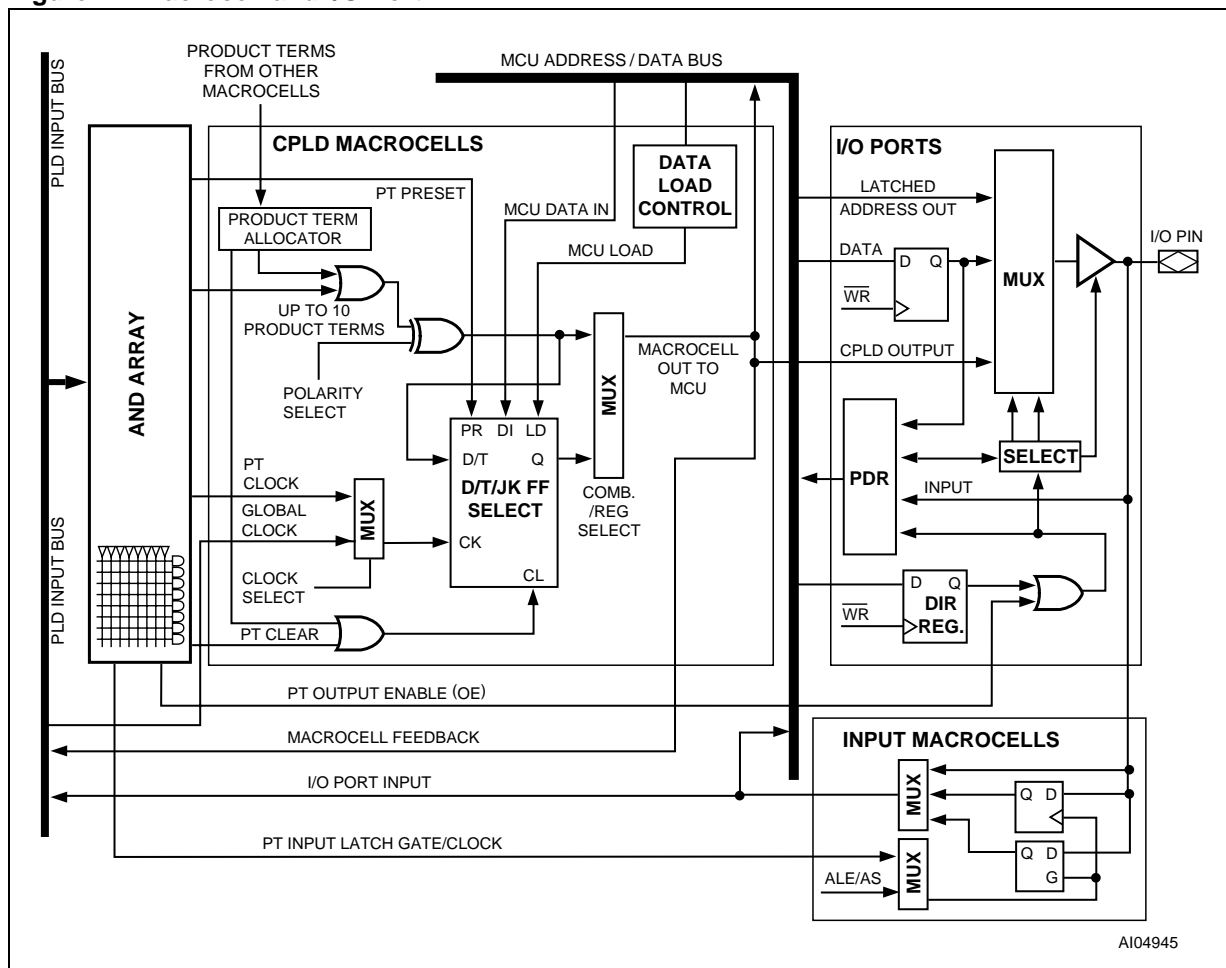 PRODUCT TERMS
FROM OTHER
MACROCELLS
MCU ADDRESS / DATA BUS
PLD INPUT BUS
CPLD MACROCELLS
I/O PORTS
DATA
LOAD
CONTROL
PT PRESET
MCU DATA IN
LATCHED
ADDRESS OUT
PRODUCT TERM
ALLOCATOR
I/O PIN
MCU LOAD
DATA
D Q
MUX
WR
AND ARRAY
UP TO 10
PRODUCT TERMS
POLARITY
SELECT
MUX
MACROCELL
OUT TO
MCU
CPLD OUTPUT
PR DI LD
D/T Q
D/T/JK FF
SELECT
CK
CL
COMB.
/REG
SELECT
PT
CLOCK
GLOBAL
CLOCK
MUX
CLOCK
SELECT
PDR
SELECT
INPUT
PLD INPUT BUS
D Q
DIR
REG.
WR
PT CLEAR
PT OUTPUT ENABLE (OE)
MACROCELL FEEDBACK
INPUT MACROCELLS
I/O PORT INPUT
MUX
Q D
PT INPUT LATCH GATE/CLOCK
MUX
Q D
G
ALE/AS
AI04945